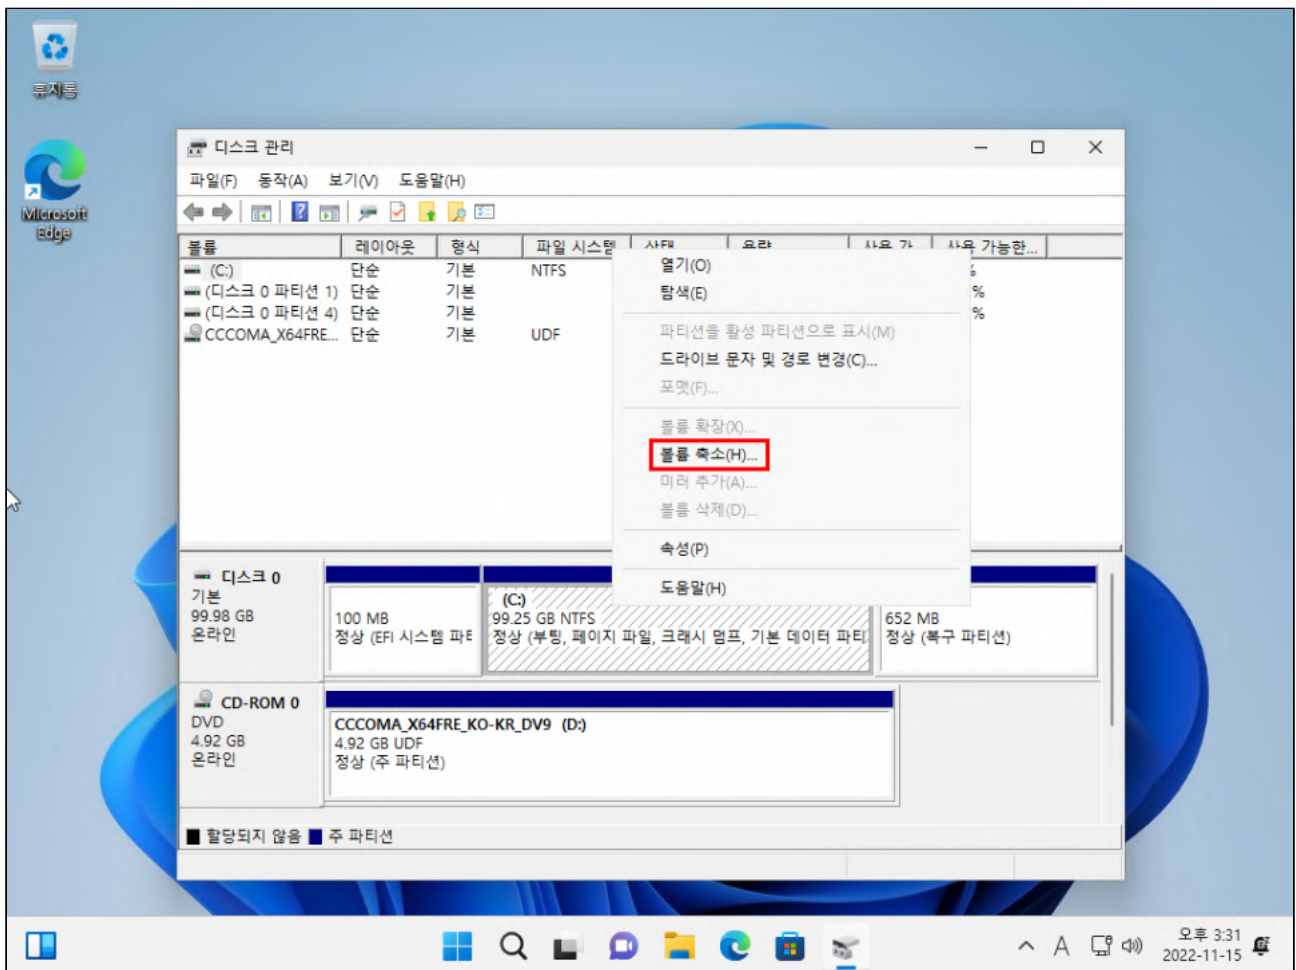 휴지통
Microsoft
Edge
디스크 관리
파일(F) 동작(A) 보기(V) 도움말(H)
볼륨 레이아웃 형식 파일 시스템 상태 용량 사용 가 사용 가능한...
(C:) 단순 기본 NTFS
(디스크 0 파티션 1) 단순 기본 %
(디스크 0 파티션 4) 단순 기본 %
CCCOMA_X64FRE... 단순 기본 UDF
열기(O)
탐색(E)
파티션을 활성 파티션으로 표시(M)
드라이브 문자 및 경로 변경(C)...
포맷(F)...
볼륨 확장(X)...
볼륨 축소(H)...
미러 추가(A)...
볼륨 삭제(D)...
속성(P)
도움말(H)
디스크 0
기본
99.98 GB
온라인
100 MB
정상 (EFI 시스템 파트
(C:)
99.25 GB NTFS
정상 (부팅, 페이지 파일, 크래시 덤프, 기본 데이터 파티
652 MB
정상 (복구 파티션)
CD-ROM 0
DVD
4.92 GB
온라인
CCCOMA_X64FRE_KO-KR_DV9 (D:)
4.92 GB UDF
정상 (주 파티션)
할당되지 않음 주 파티션
A
오후 3:31
2022-11-15